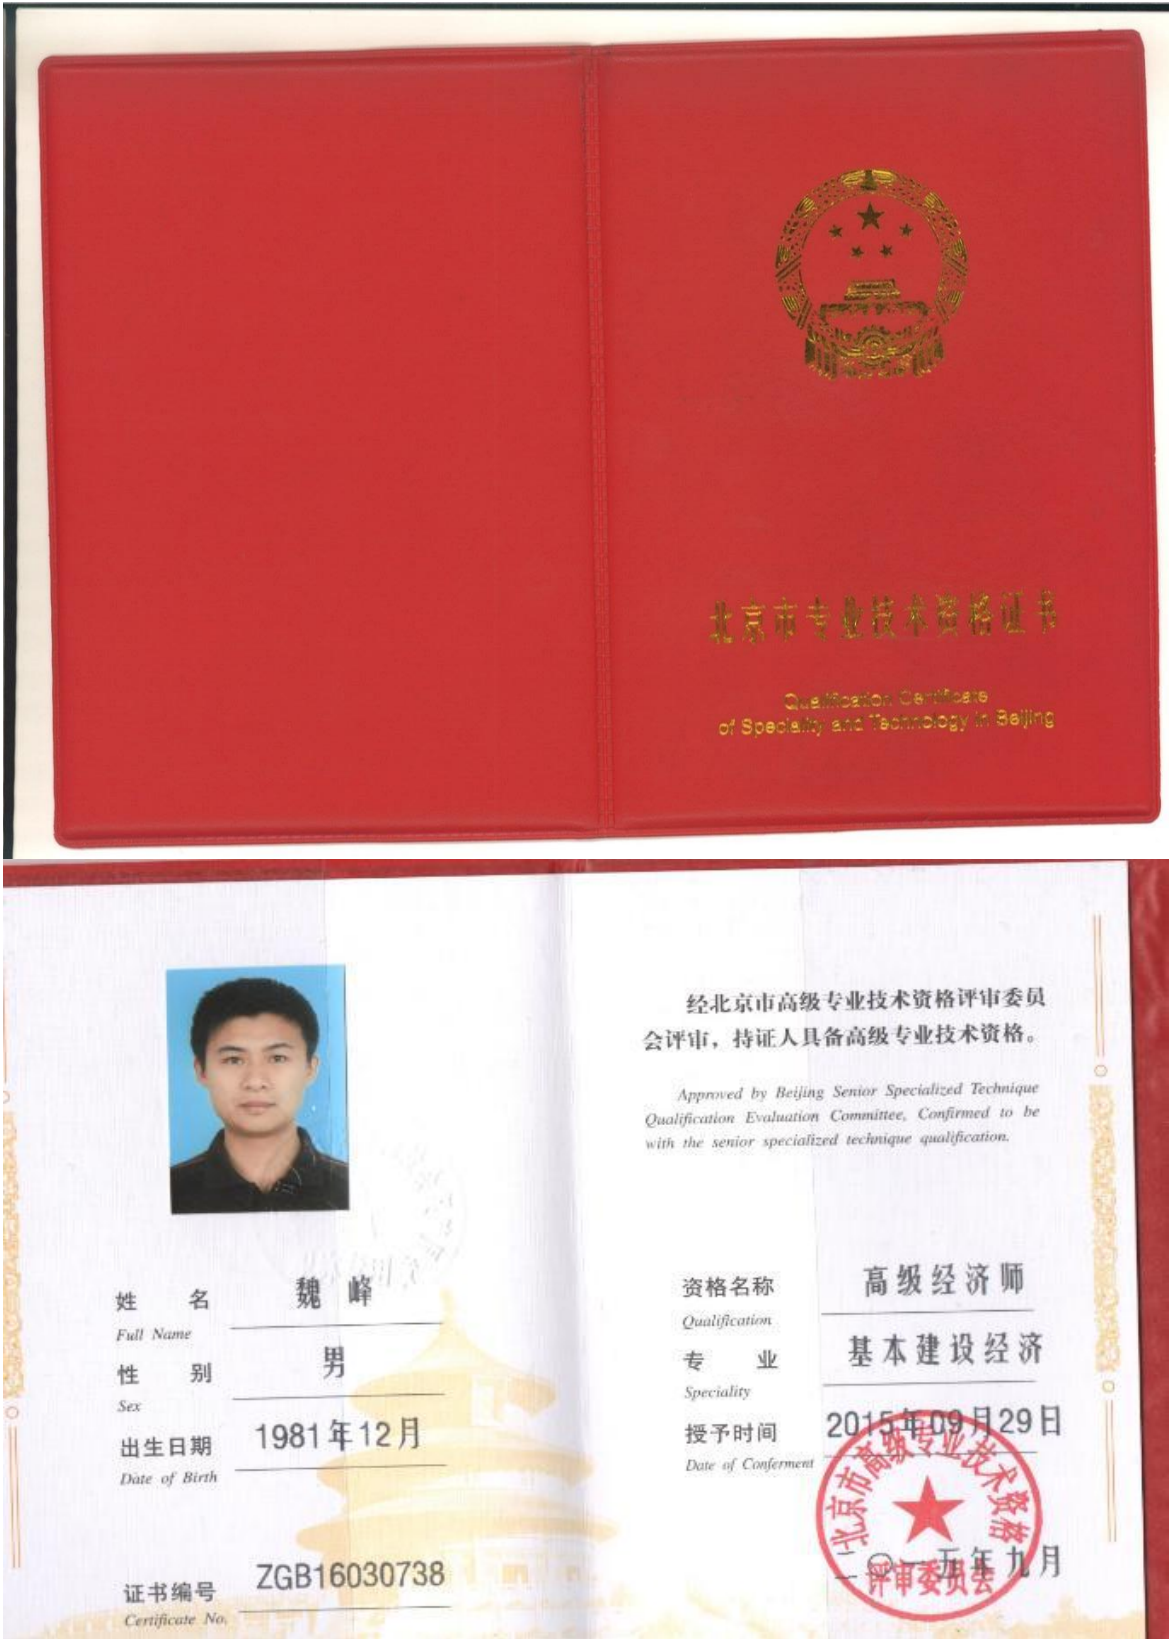 北京市专业技术资格证书
Qualification Certificate
of Speciality and Technology in Beijing
经北京市高级专业技术资格评审委员
会评审，持证人具备高级专业技术资格。
Approved by Beijing Senior Specialized Technique
Qualification Evaluation Committee, Confirmed to be
with the senior specialized technique qualification.
姓 名 魏 峰
Full Name
性 别 男
Sex
出生日期 1981年12月
Date of Birth
证书编号 ZGB16030738
Certificate No.
资格名称 高级经济师
Qualification
专 业 基本建设经济
Speciality
授予时间 2015年09月29日
Date of Conferment
北京市高级专业技术资格
评审委员会
二〇一五年九月